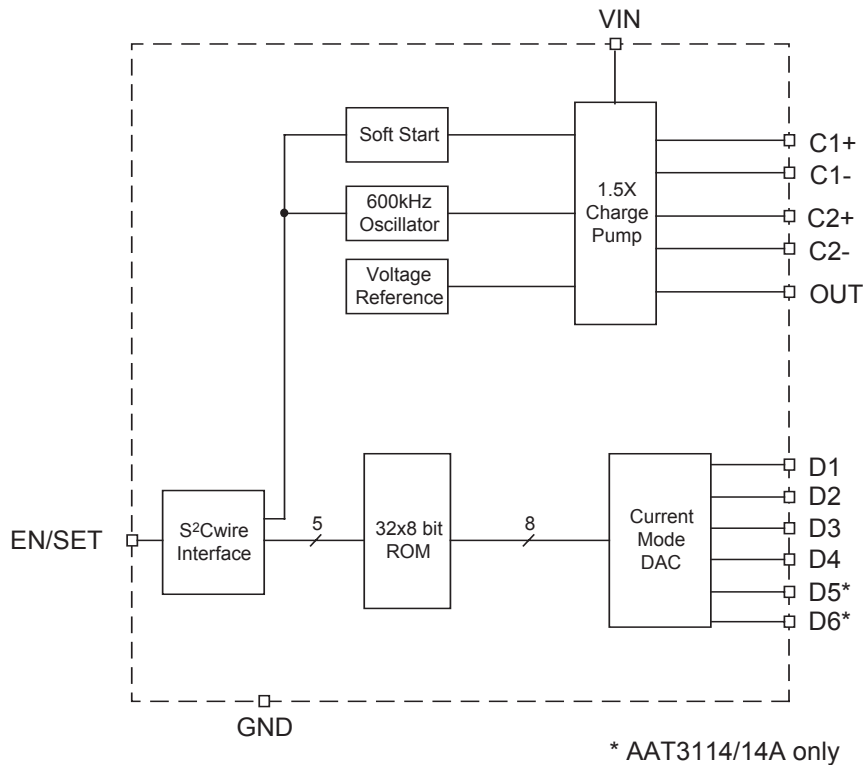 VIN
Soft Start
600kHz
Oscillator
Voltage
Reference
1.5X
Charge
Pump
C1+
C1-
C2+
C2-
OUT
EN/SET
S²Cwire
Interface
5
32x8 bit
ROM
8
Current
Mode
DAC
D1
D2
D3
D4
D5*
D6*
GND
* AAT3114/14A only